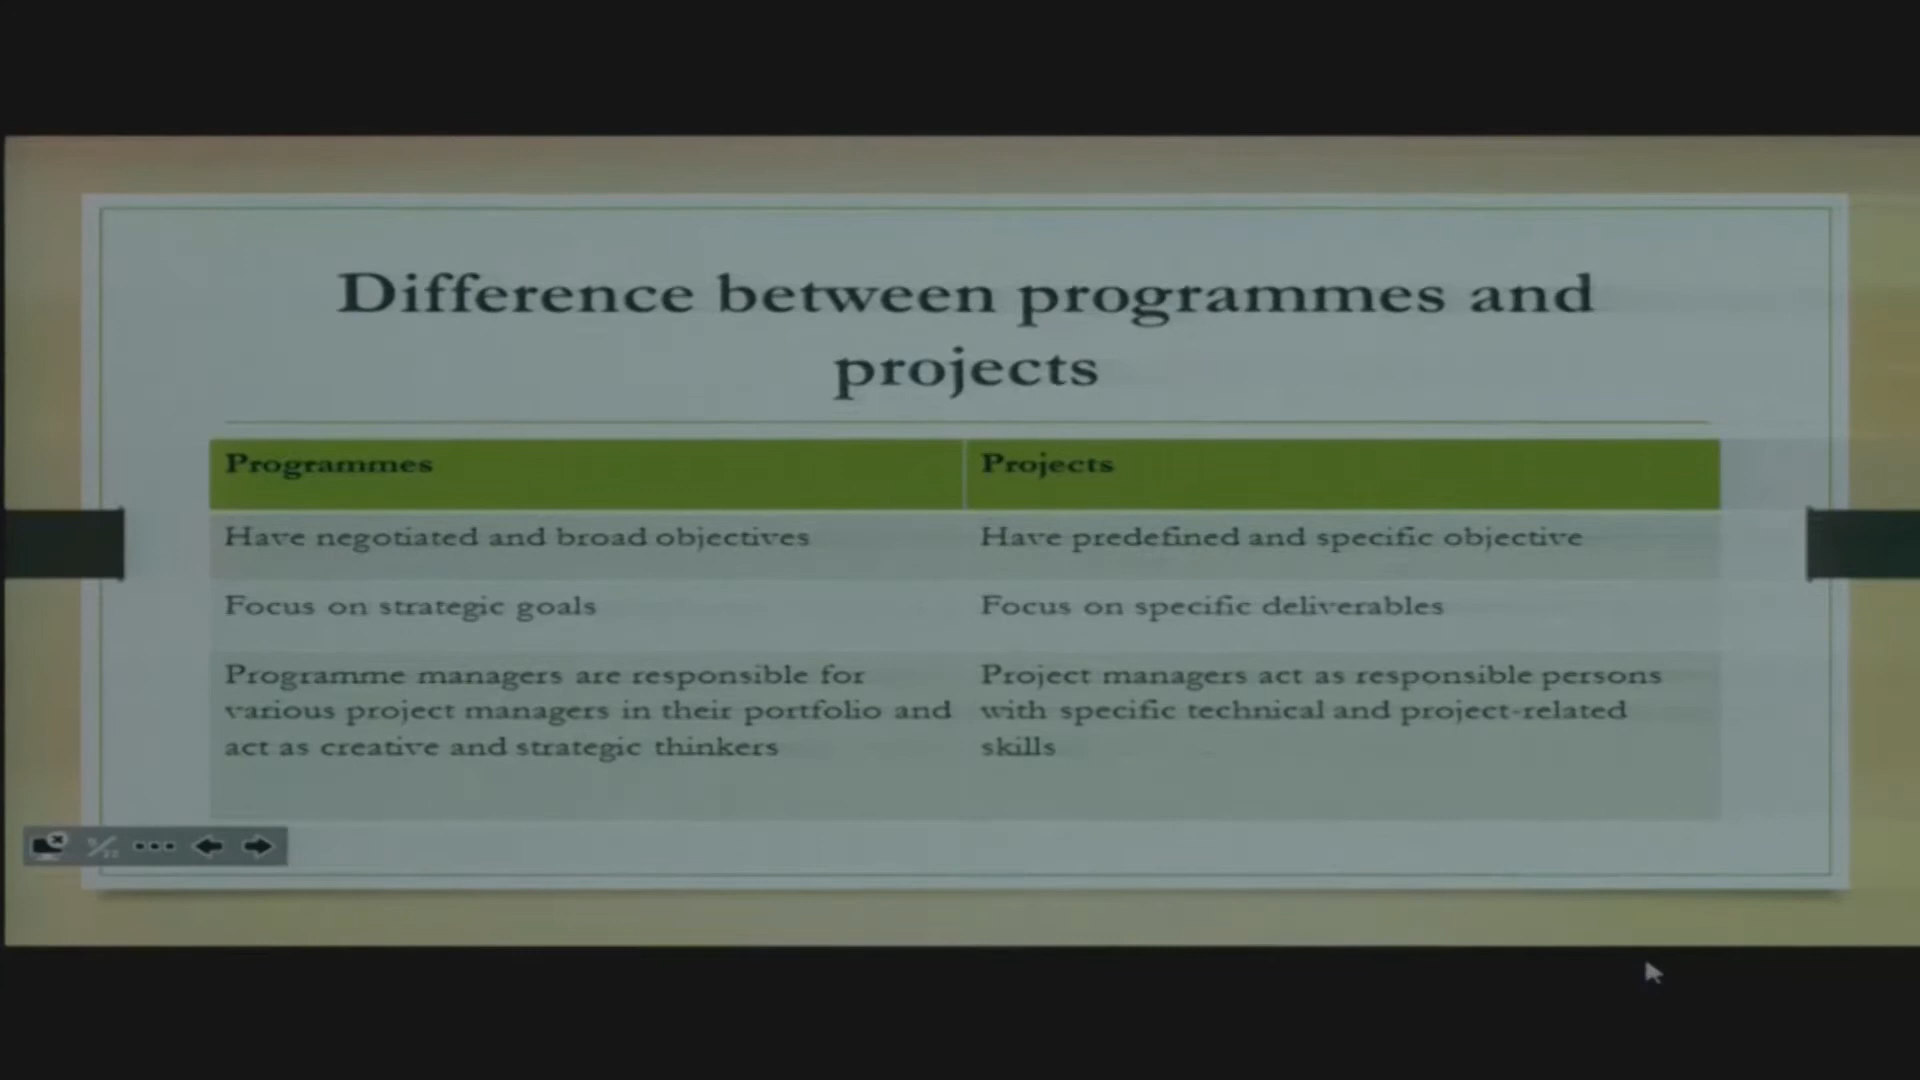 Difference between programmes and
projects
Programmes
Projects
Have negotiated and broad objectives
Have predefined and specific objective
Focus on strategic goals
Focus on specific deliverables
Programme managers are responsible for
various project managers in their portfolio and
act as creative and strategic thinkers
Project managers act as responsible persons
with specific technical and project-related
skills